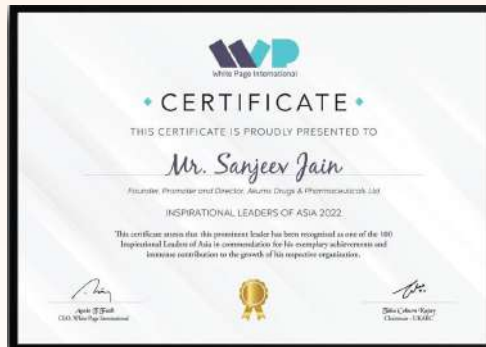 WP
White Page International
CERTIFICATE
THIS CERTIFICATE IS PROUDLY PRESENTED TO
Mr. Sanjeev Jain
Founder, Promoter and Director, Akums Drugs & Pharmaceuticals Ltd
INSPIRATIONAL LEADERS OF ASIA 2022
This certificate attests that this prominent leader has been recognised as one of the 100
Inspirational Leaders of Asia in commendation for his exemplary achievements and
immense contribution to the growth of his respective organization.
CEO, White Page International
Chairman - UKABC